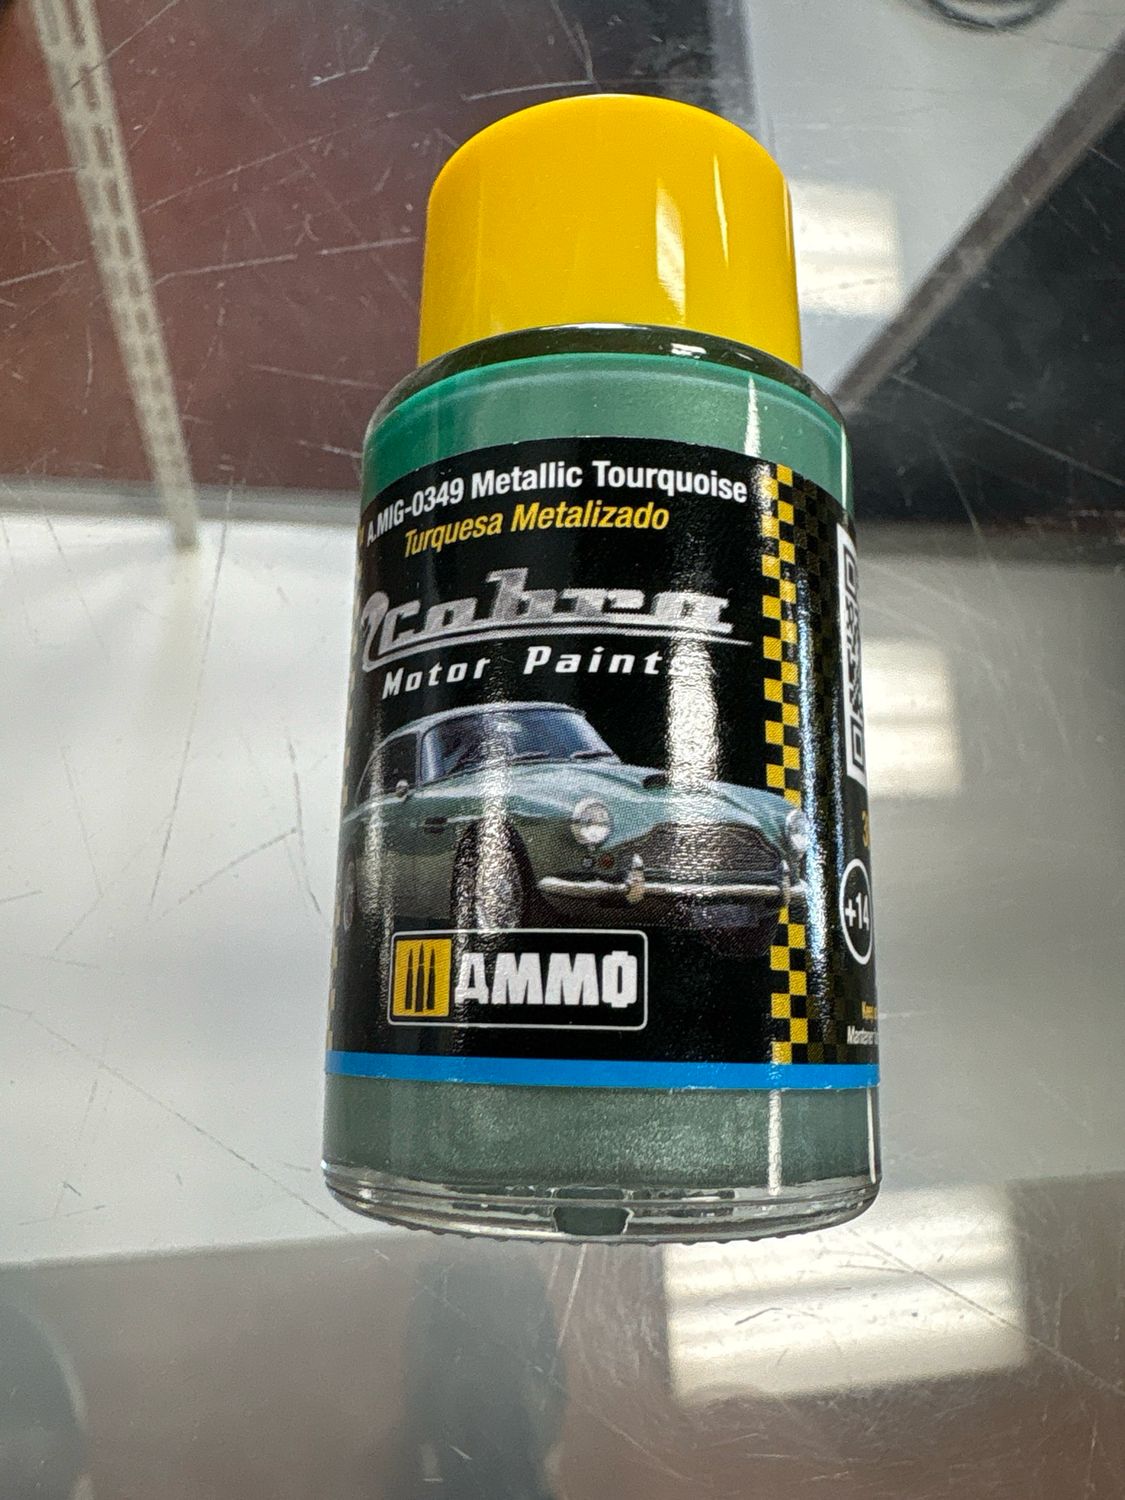 A.MIG-0349 Metallic Tourquoise
Turquesa Metalizado
Cobra
Motor Paints
AMMO
+14